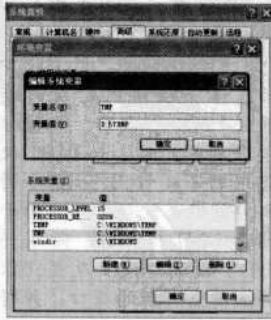 系统属性
常规 计算机名 硬件 高级 系统还原 自动更新 远程
环境变量
编辑系统变量
变量名(N): TMP
变量值(V): D:\TEMP
确定 取消
系统变量(S)
变量 值
PROCESSOR_LEVEL 15
TEMP C:\WINDOWS\TEMP
TMP C:\WINDOWS\TEMP
windir C:\WINDOWS
新建(W) 编辑(I) 删除(L)
确定 取消